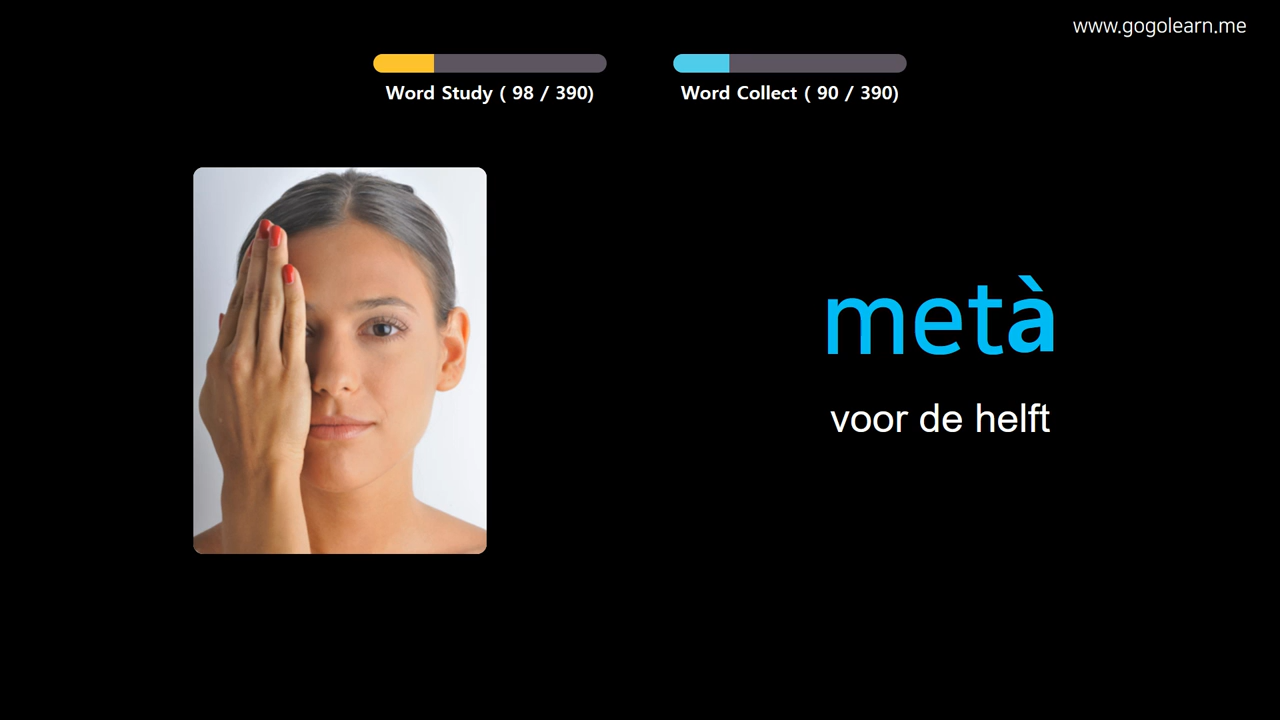 www.gogolearn.me
Word Study ( 98 / 390)
Word Collect ( 90 / 390)
metà
voor de helft